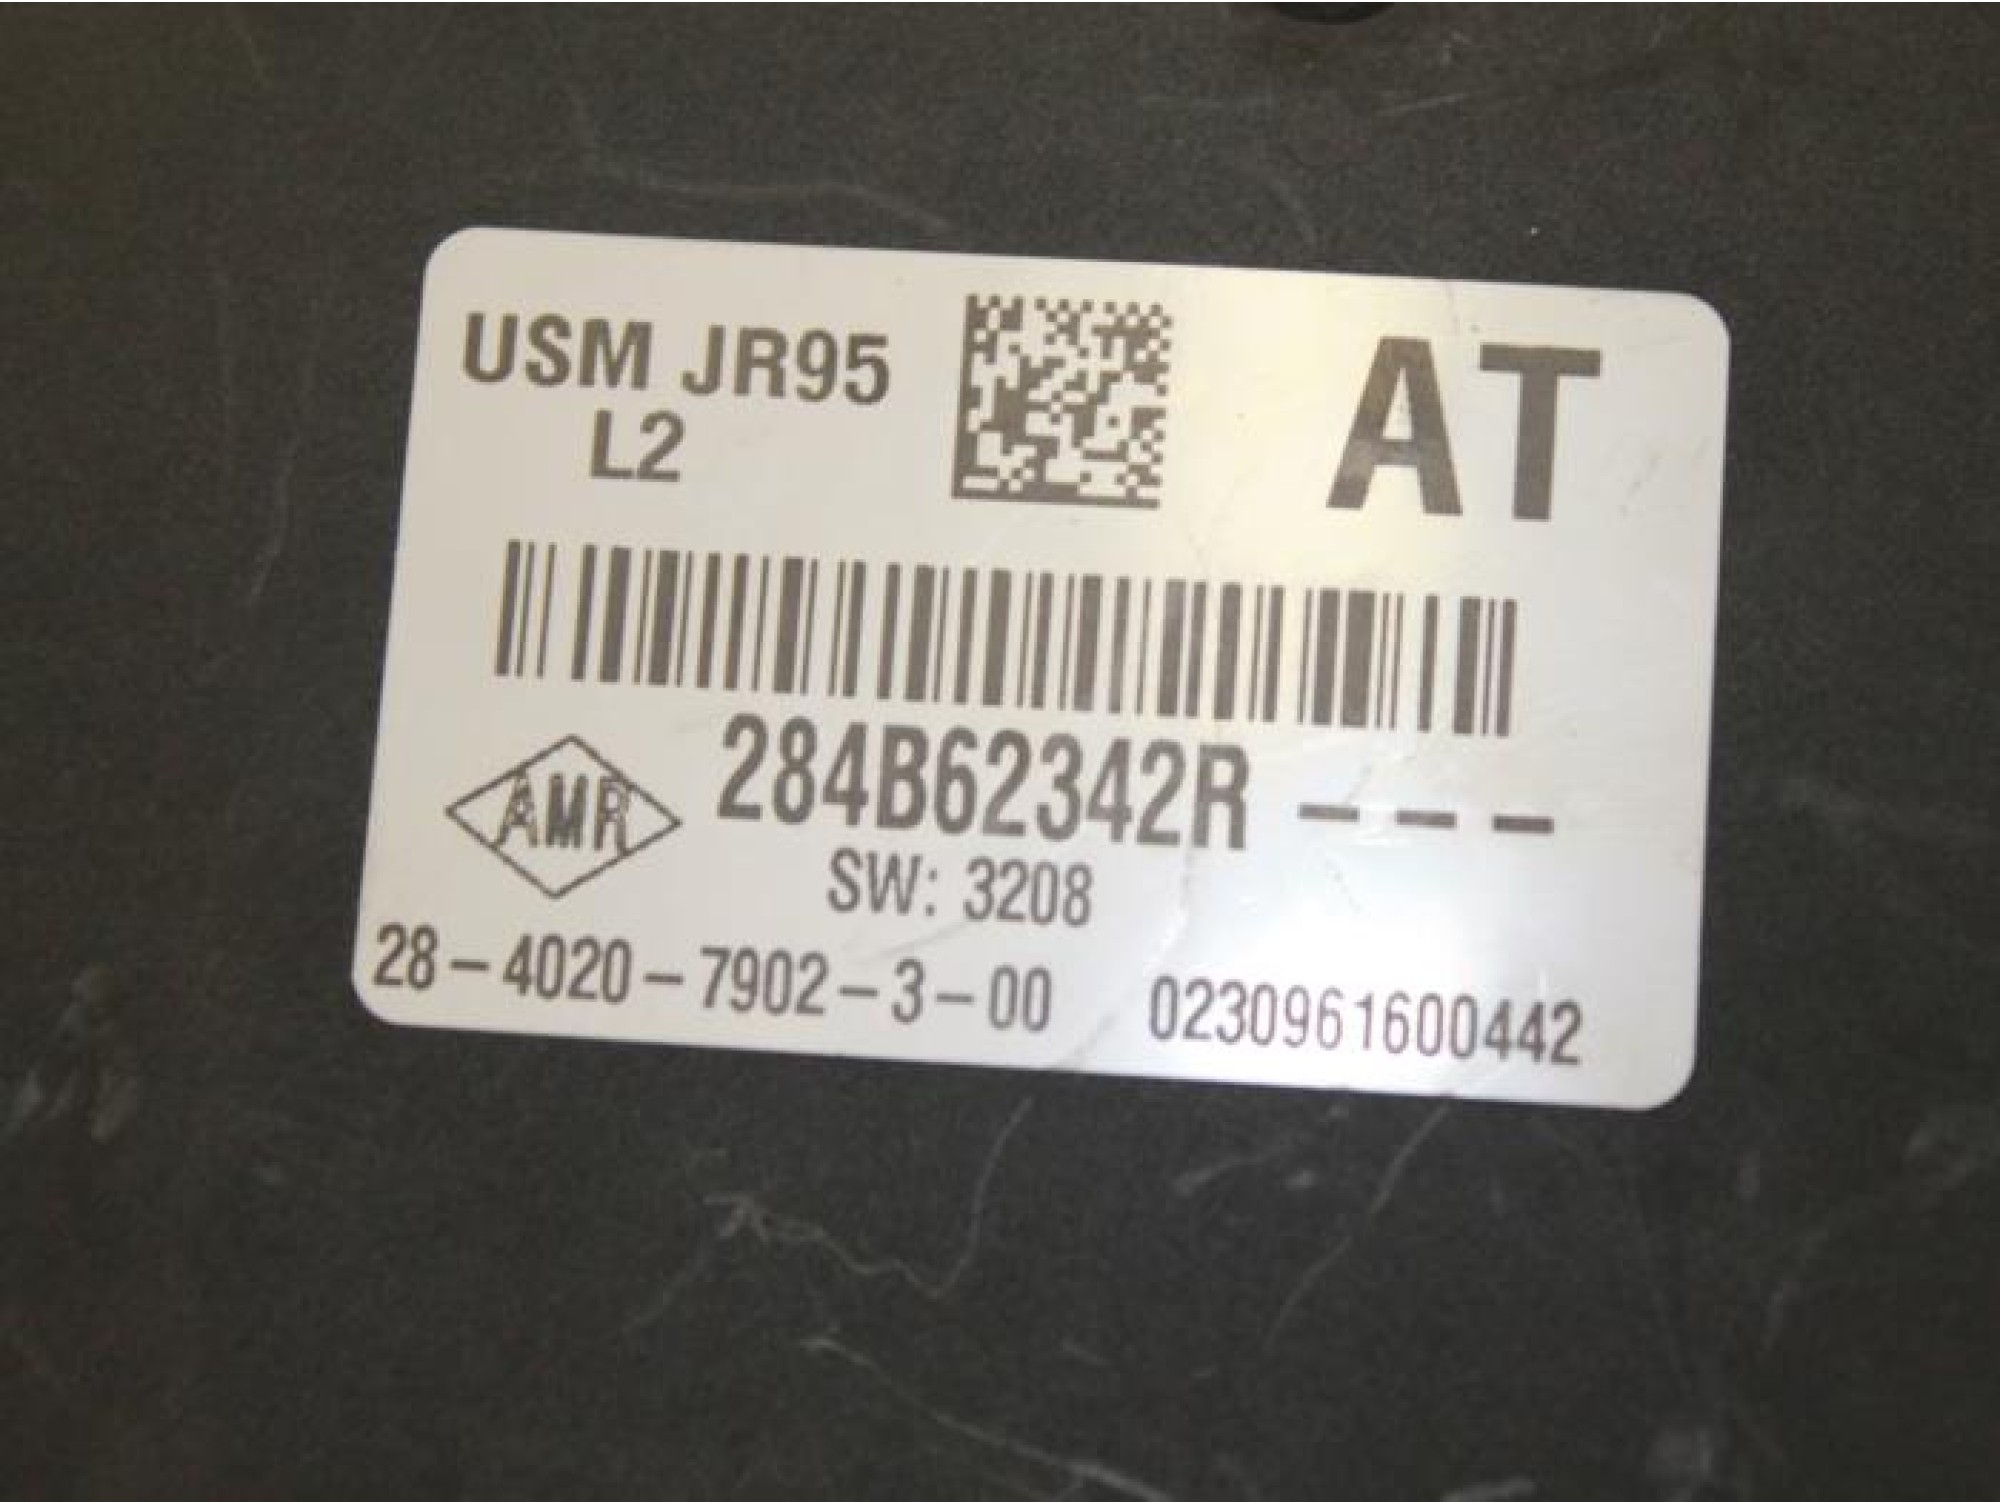 USM JR95
L2
AT
284B62342R – – –
AMR
SW: 3208
28-4020-7902-3-00 0230961600442